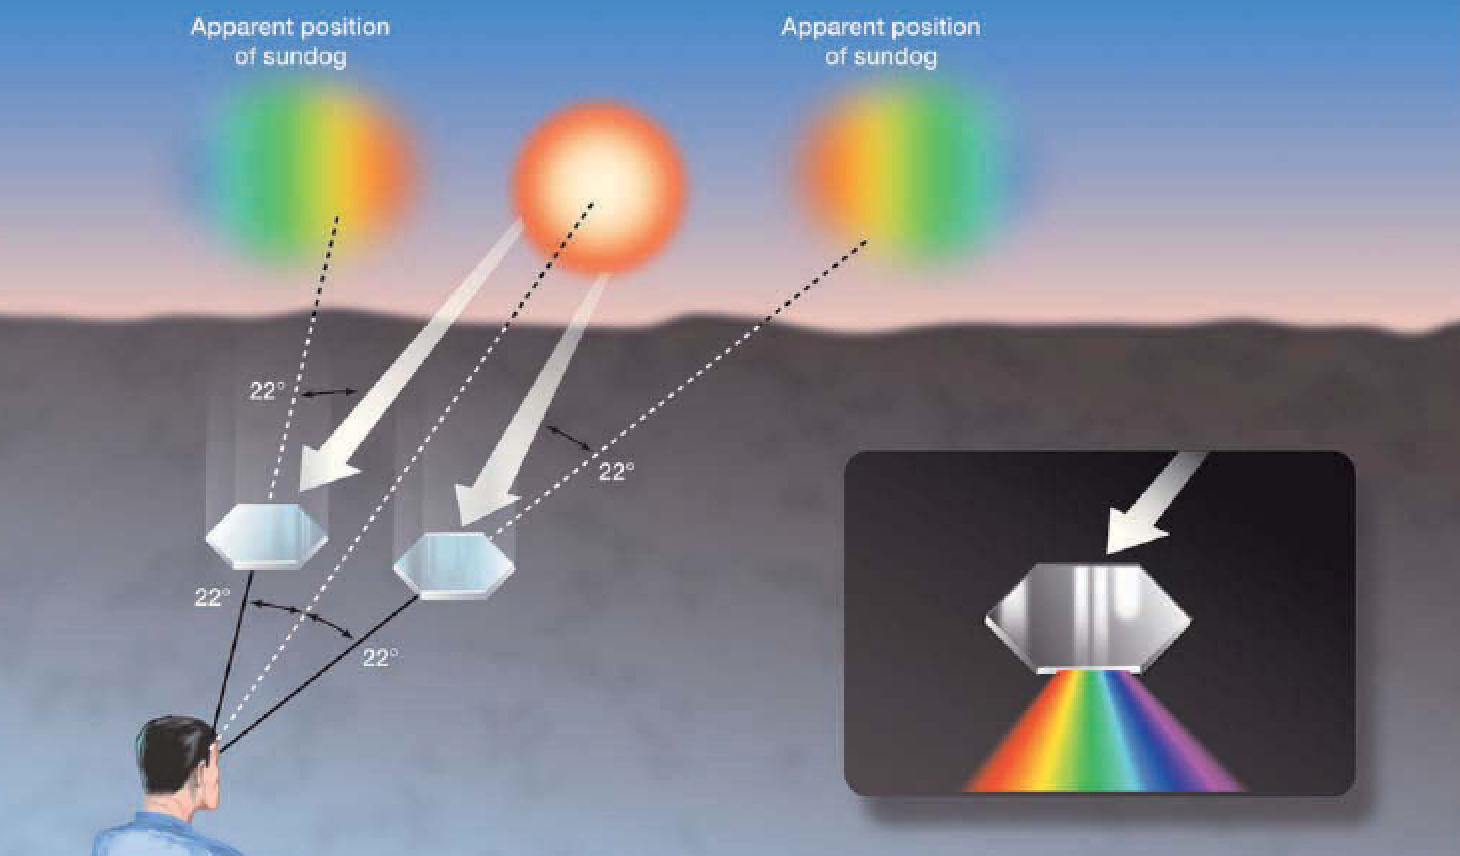 Apparent position
of sundog
Apparent position
of sundog
22°
22°
22°
22°